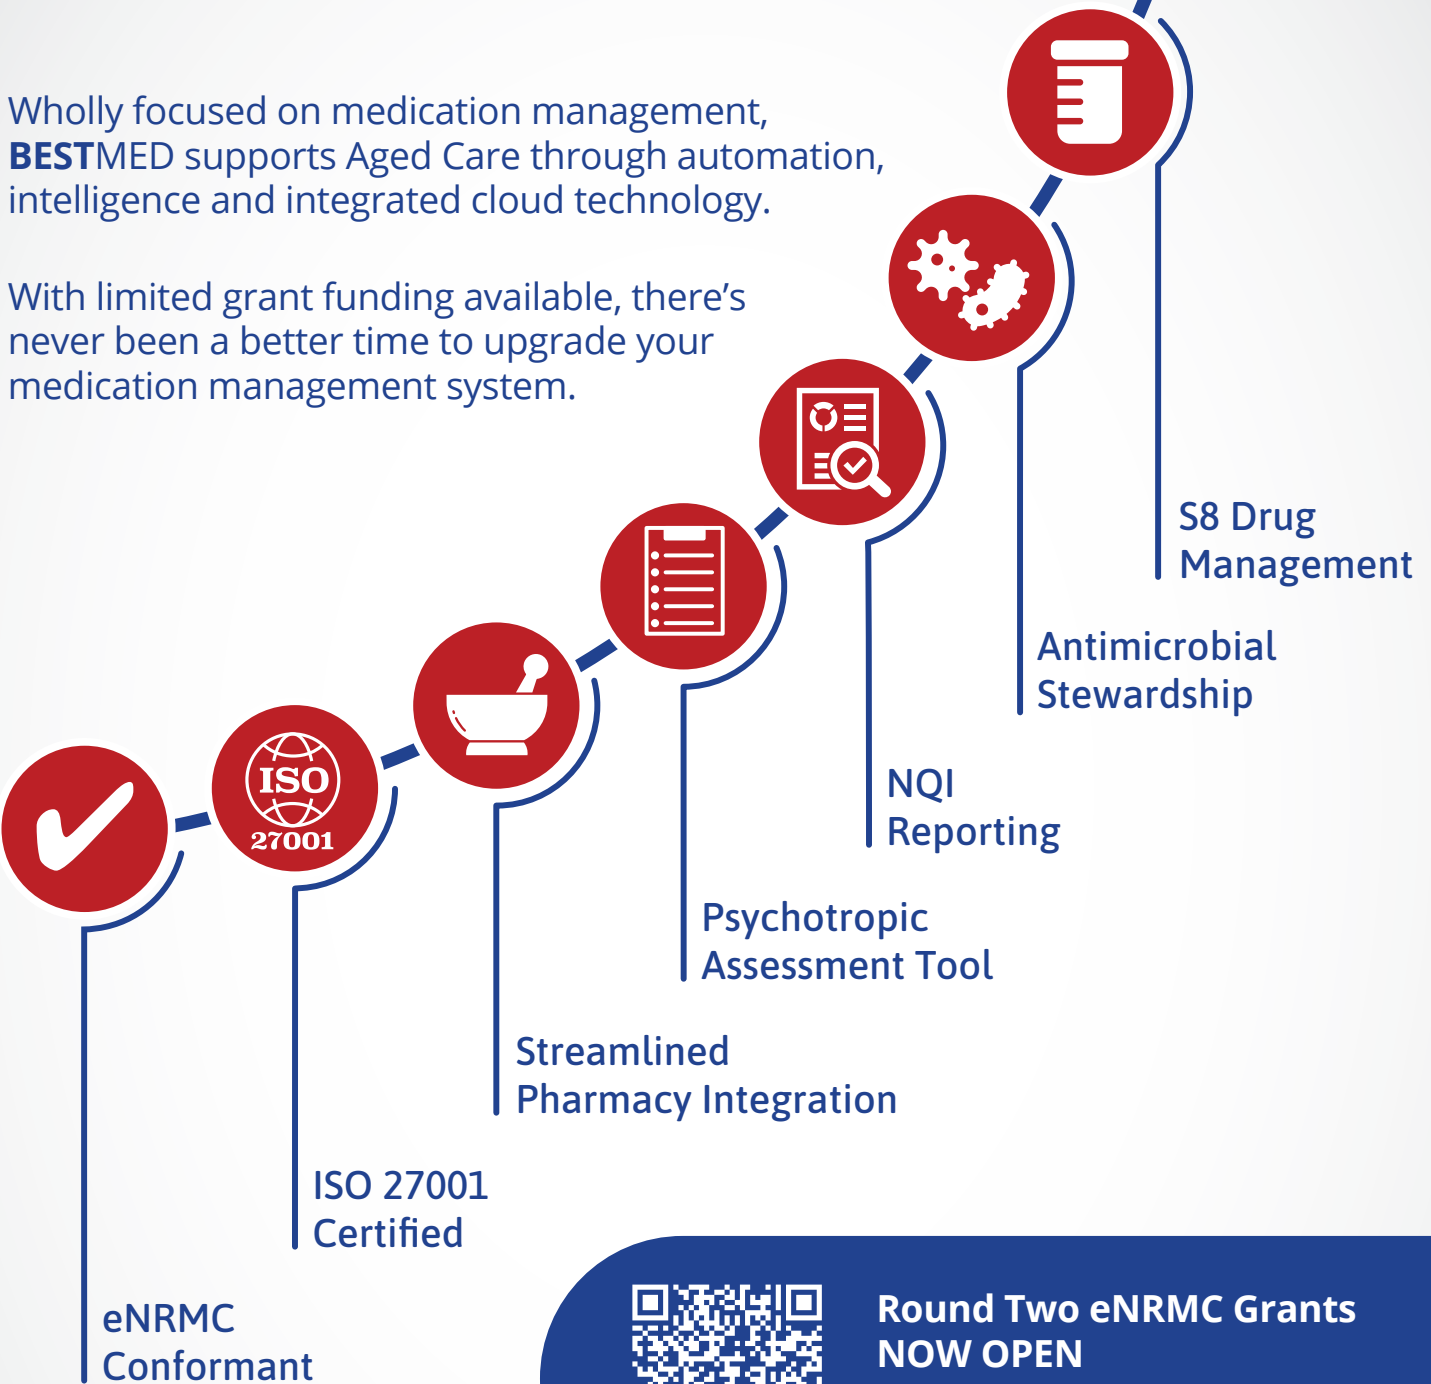 Wholly focused on medication management,
BESTMED supports Aged Care through automation,
intelligence and integrated cloud technology.
With limited grant funding available, there's
never been a better time to upgrade your
medication management system.
S8 Drug
Management
Antimicrobial
Stewardship
NQI
Reporting
Psychotropic
Assessment Tool
Streamlined
Pharmacy Integration
ISO
27001
ISO 27001
Certified
eNRMC
Conformant
Round Two eNRMC Grants
NOW OPEN